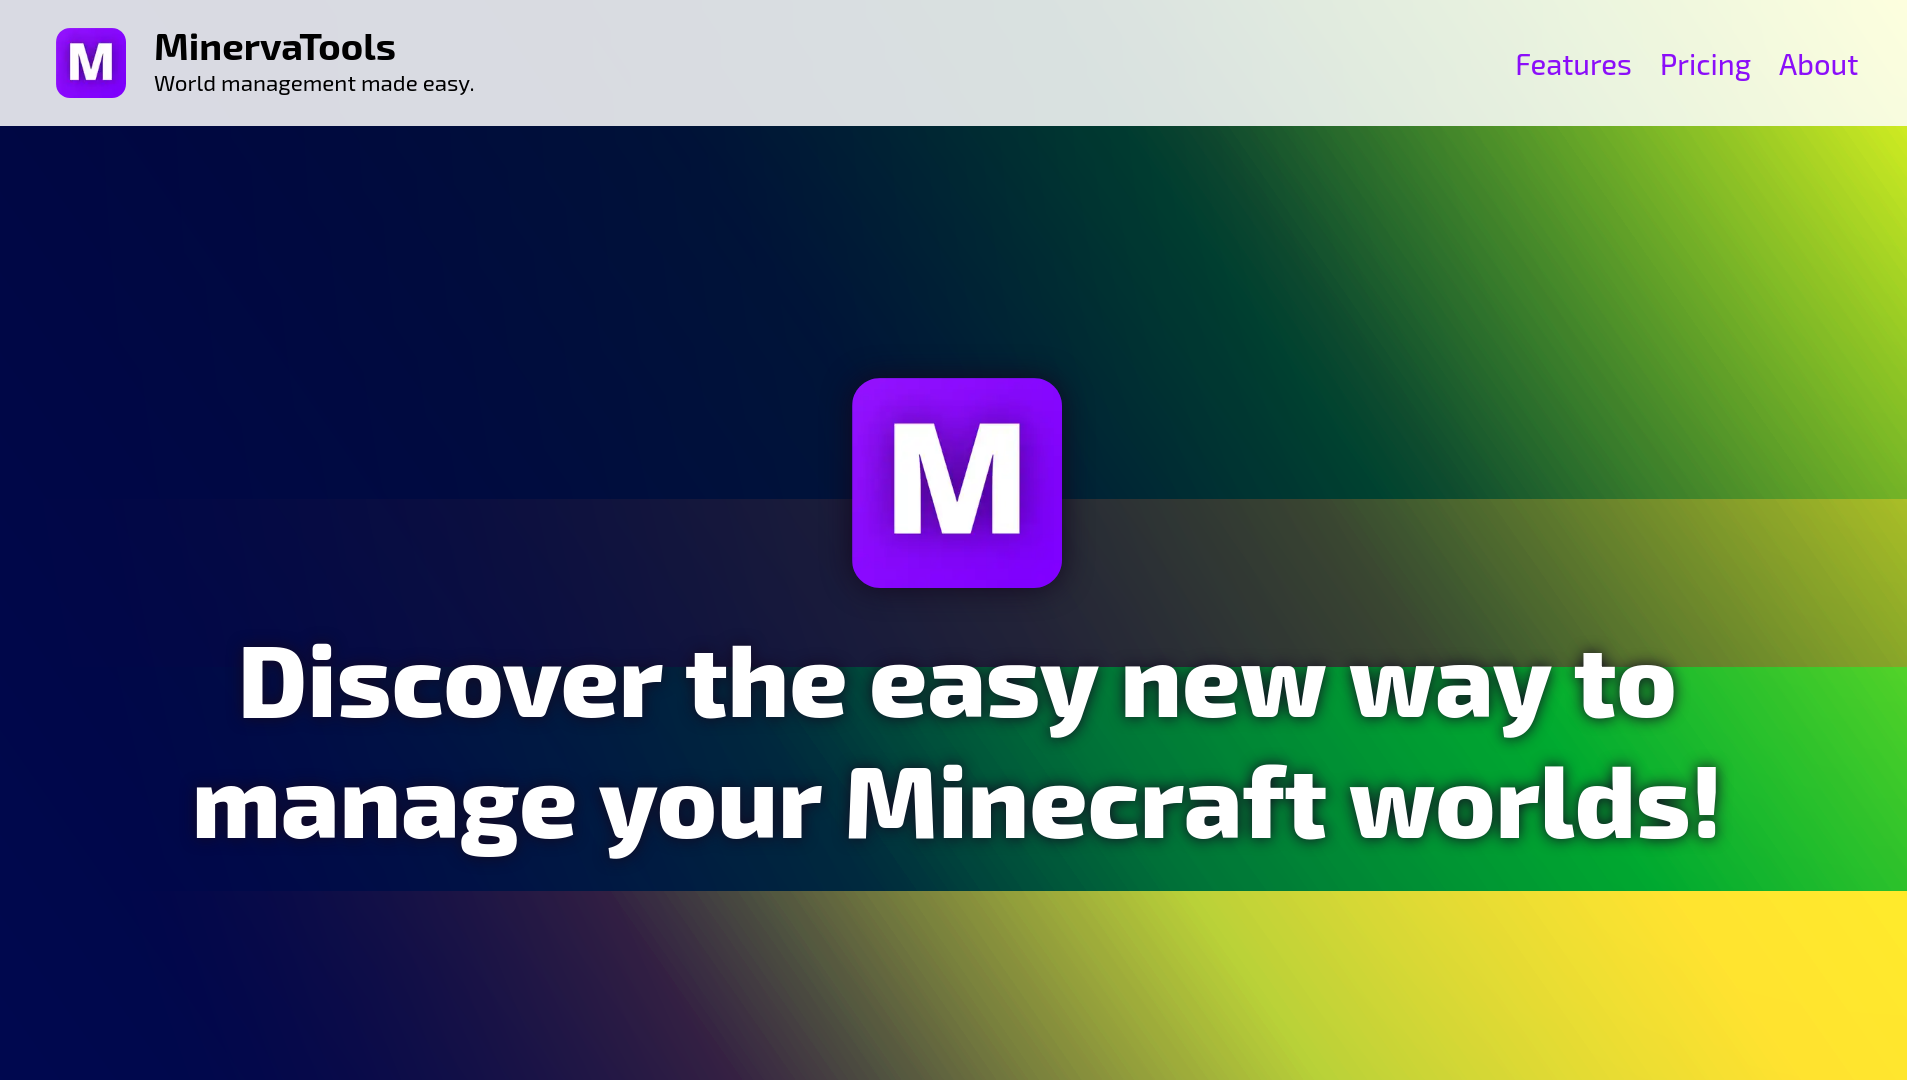 M
MinervaTools
World management made easy.
Features Pricing About
M
Discover the easy new way to
manage your Minecraft worlds!